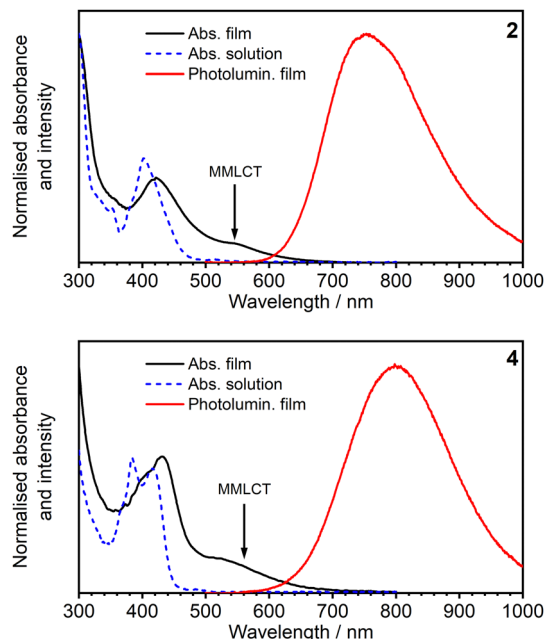 2
Abs. film
Abs. solution
Photolumin. film
MMLCT
Normalised absorbance
and intensity
300 400 500 600 700 800 900 1000
Wavelength / nm
4
Abs. film
Abs. solution
Photolumin. film
MMLCT
Normalised absorbance
and intensity
300 400 500 600 700 800 900 1000
Wavelength / nm